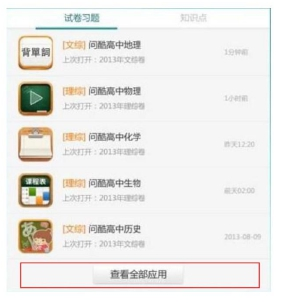 试卷习题 知识点
背單詞 [文综] 问酷高中地理 1分钟前
上次打开：2013年文综卷
[理综] 问酷高中物理 1小时前
上次打开：2013年理综卷
[理综] 问酷高中化学 昨天12:20
上次打开：2013年理综卷
课程表 [理综] 问酷高中生物 前天02:00
上次打开：2013年理综卷
あ [文综] 问酷高中历史 2013-08-09
上次打开：2013年文综卷
查看全部应用